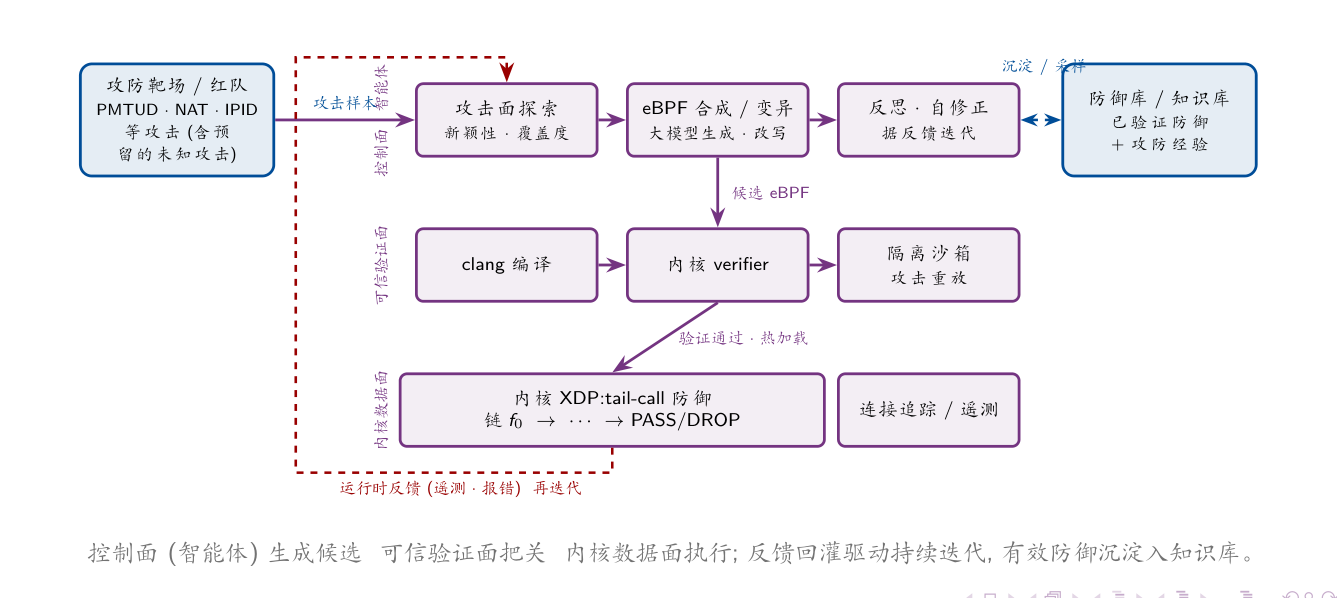 攻防靶场 / 红队
PMTUD · NAT · IPID
等攻击 (含预
留的未知攻击)
攻击样本
控制面 智能体
攻击面探索
新颖性 · 覆盖度
eBPF 合成 / 变异
大模型生成 · 改写
反思 · 自修正
据反馈迭代
沉淀 / 采样
防御库 / 知识库
已验证防御
+ 攻防经验
候选 eBPF
可信验证面
clang 编译
内核 verifier
隔离沙箱
攻击重放
验证通过 · 热加载
内核数据面
内核 XDP:tail-call 防御
链 f₀ → ⋯ → PASS/DROP
连接追踪 / 遥测
运行时反馈 (遥测 · 报错) 再迭代
控制面 (智能体) 生成候选 可信验证面把关 内核数据面执行; 反馈回灌驱动持续迭代, 有效防御沉淀入知识库。